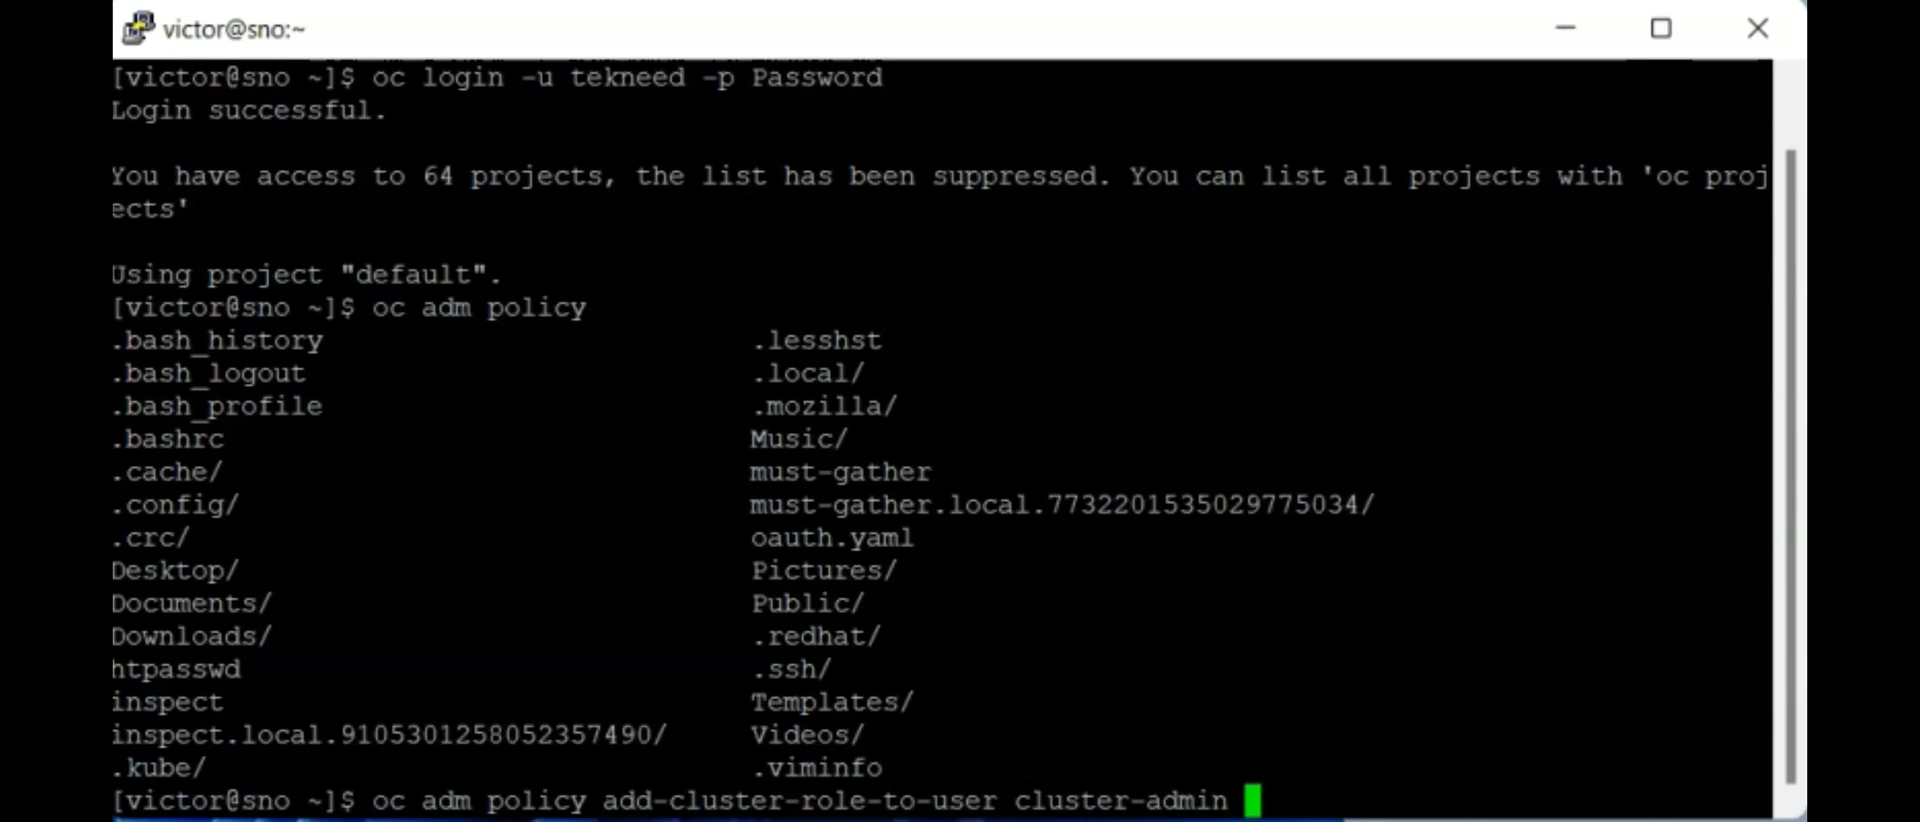 victor@sno:~
[victor@sno ~]$ oc login -u tekneed -p Password
Login successful.
You have access to 64 projects, the list has been suppressed. You can list all projects with 'oc proj
ects'
Using project "default".
[victor@sno ~]$ oc adm policy
.bash_history .lesshst
.bash_logout .local/
.bash_profile .mozilla/
.bashrc Music/
.cache/ must-gather
.config/ must-gather.local.7732201535029775034/
.crc/ oauth.yaml
Desktop/ Pictures/
Documents/ Public/
Downloads/ .redhat/
htpasswd .ssh/
inspect Templates/
inspect.local.9105301258052357490/ Videos/
.kube/ .viminfo
[victor@sno ~]$ oc adm policy add-cluster-role-to-user cluster-admin